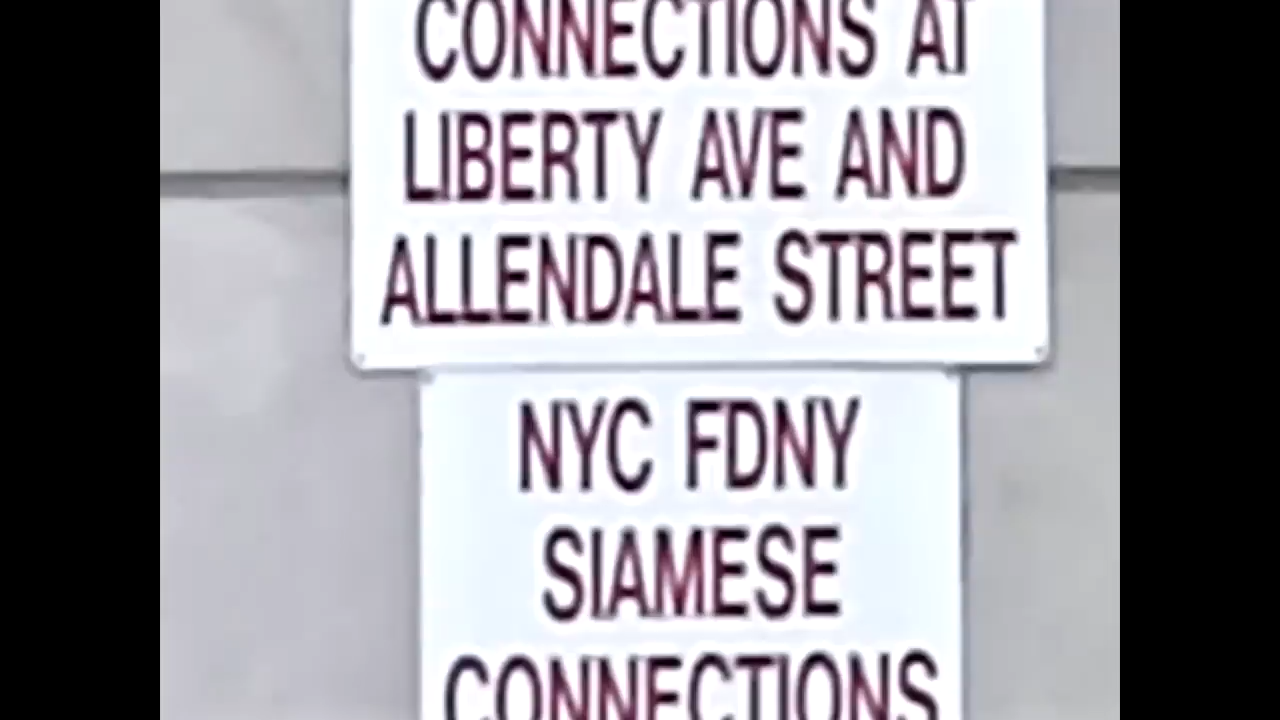 CONNECTIONS AT
LIBERTY AVE AND
ALLENDALE STREET
NYC FDNY
SIAMESE
CONNECTIONS